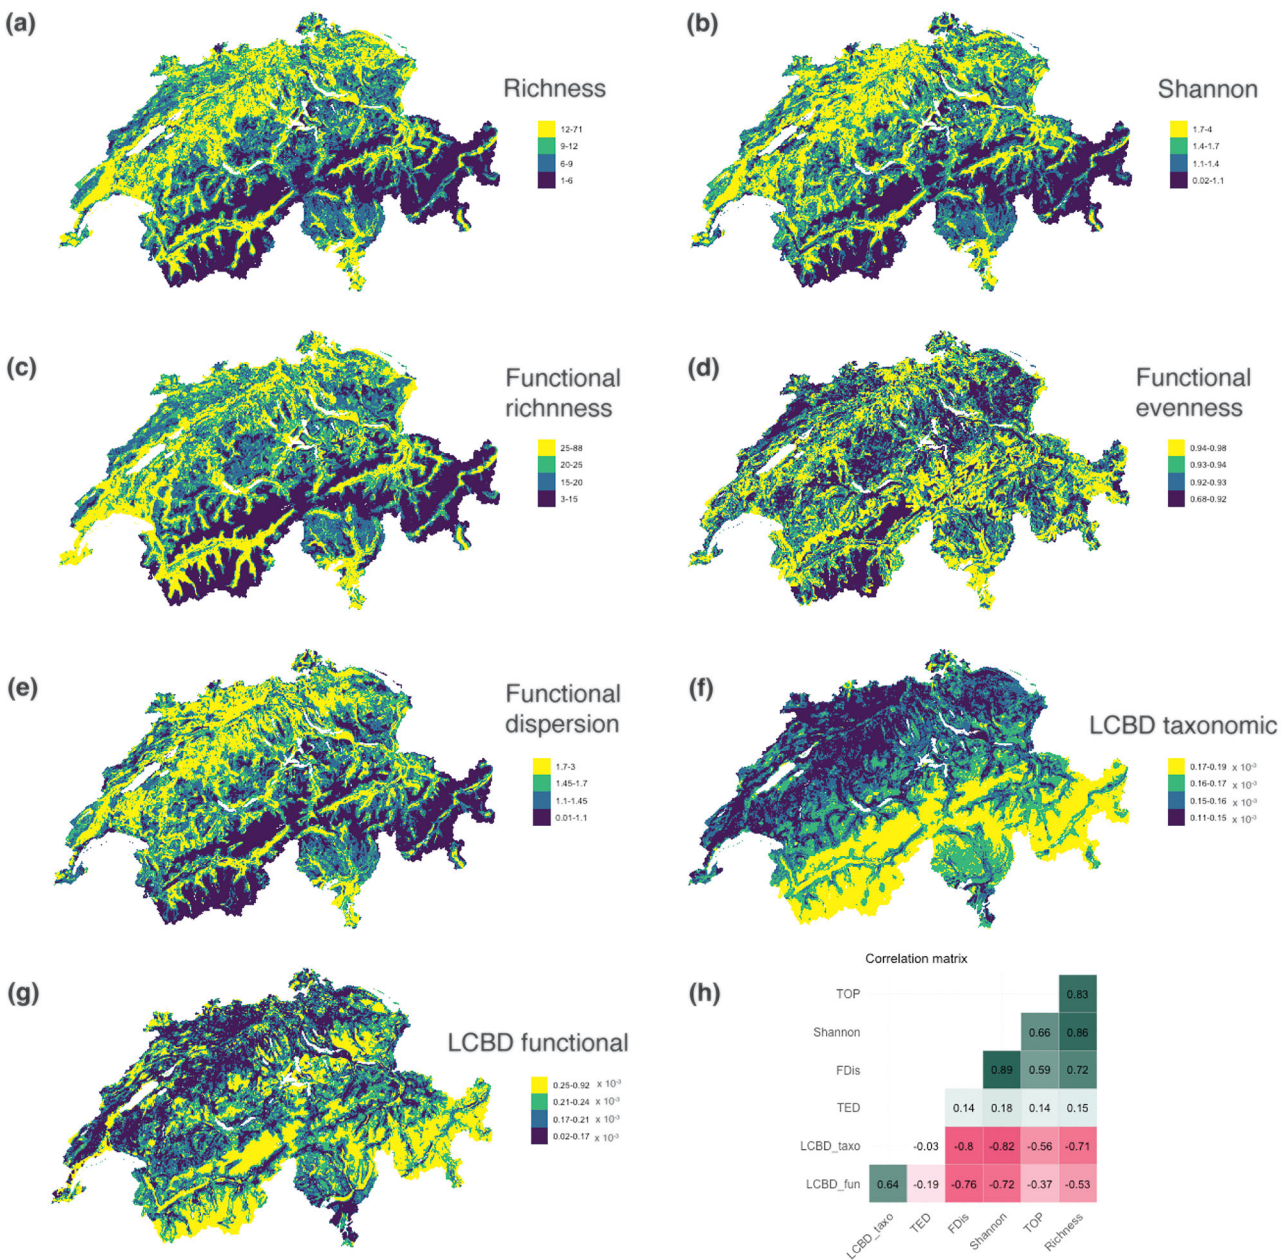 (a)
Richness
12-71
9-12
6-9
1-6
(b)
Shannon
1.7-4
1.4-1.7
1.1-1.4
0.02-1.1
(c)
Functional
richnness
25-88
20-25
15-20
3-15
(d)
Functional
evenness
0.94-0.98
0.93-0.94
0.92-0.93
0.68-0.92
(e)
Functional
dispersion
1.7-3
1.45-1.7
1.1-1.45
0.01-1.1
(f)
LCBD taxonomic
0.17-0.19 x 10⁻³
0.16-0.17 x 10⁻³
0.15-0.16 x 10⁻³
0.11-0.15 x 10⁻³
(g)
LCBD functional
0.25-0.92 x 10⁻³
0.21-0.24 x 10⁻³
0.17-0.21 x 10⁻³
0.02-0.17 x 10⁻³
(h)
Correlation matrix
TOP 0.83
Shannon 0.66 0.86
FDis 0.89 0.59 0.72
TED 0.14 0.18 0.14 0.15
LCBD_taxo -0.03 -0.8 -0.82 -0.56 -0.71
LCBD_fun 0.64 -0.19 -0.76 -0.72 -0.37 -0.53
LCBD_taxo TED FDis Shannon TOP Richness